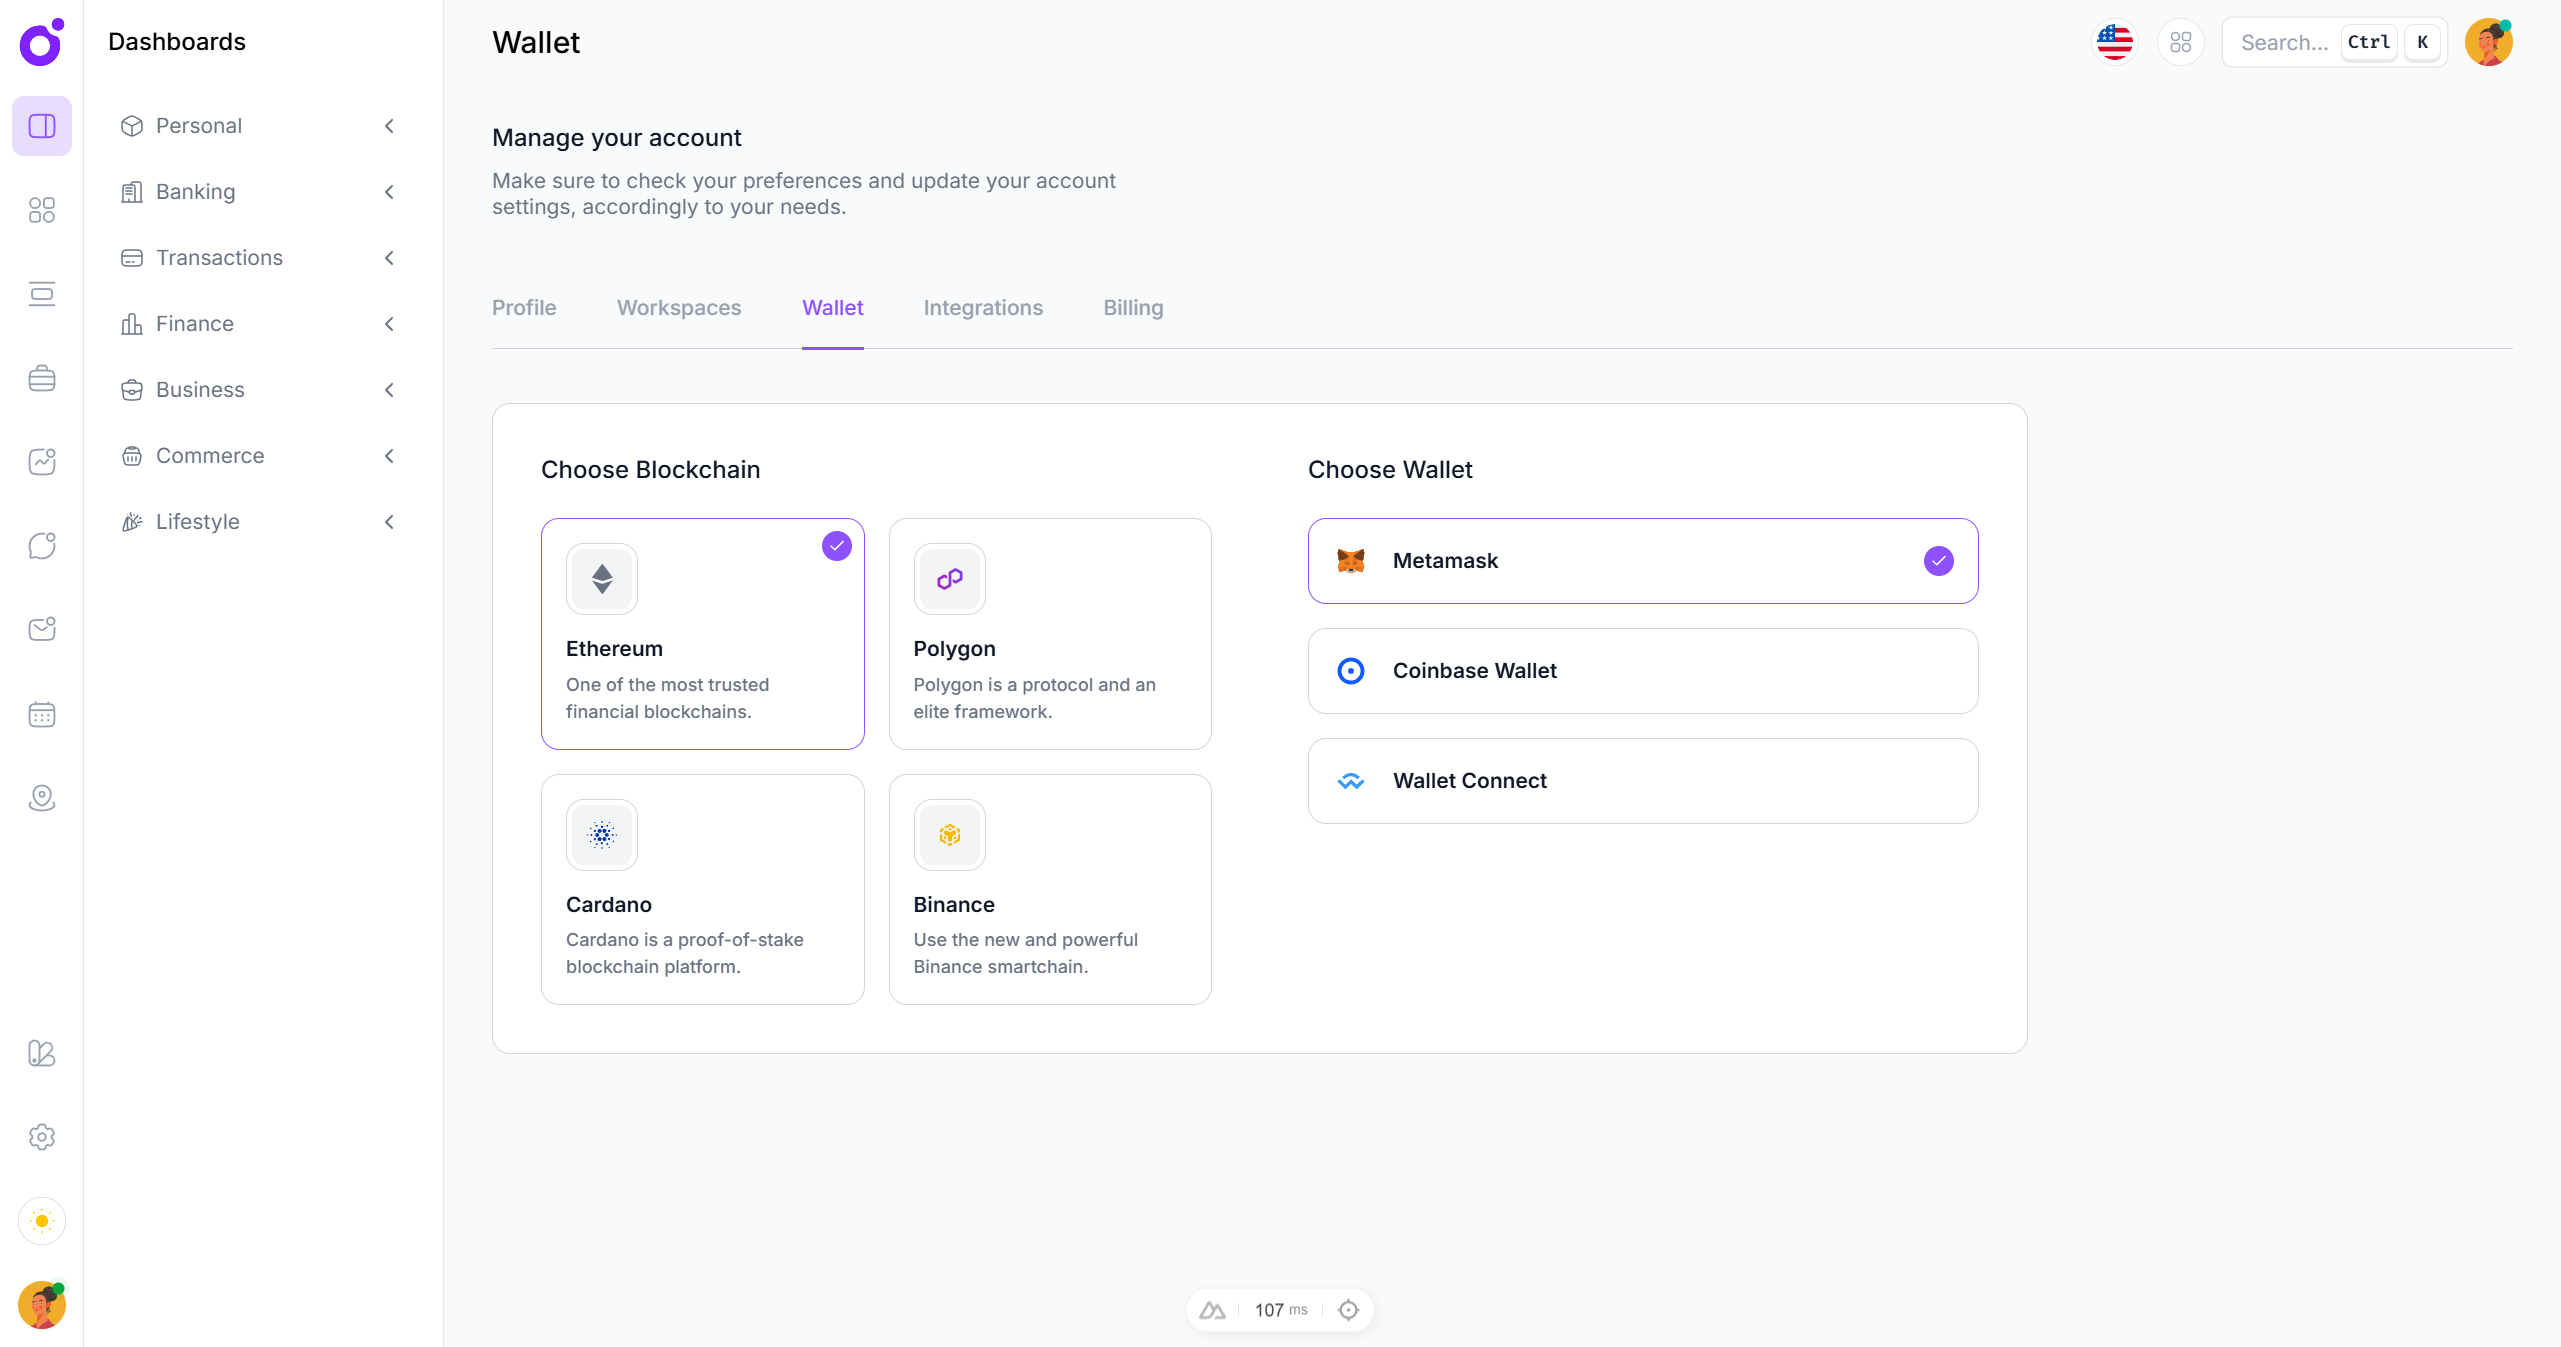 Dashboards
Personal
Banking
Transactions
Finance
Business
Commerce
Lifestyle
Wallet
Search...
Ctrl
K
Manage your account
Make sure to check your preferences and update your account
settings, accordingly to your needs.
Profile
Workspaces
Wallet
Integrations
Billing
Choose Blockchain
Ethereum
One of the most trusted
financial blockchains.
Polygon
Polygon is a protocol and an
elite framework.
Cardano
Cardano is a proof-of-stake
blockchain platform.
Binance
Use the new and powerful
Binance smartchain.
Choose Wallet
Metamask
Coinbase Wallet
Wallet Connect
107 ms